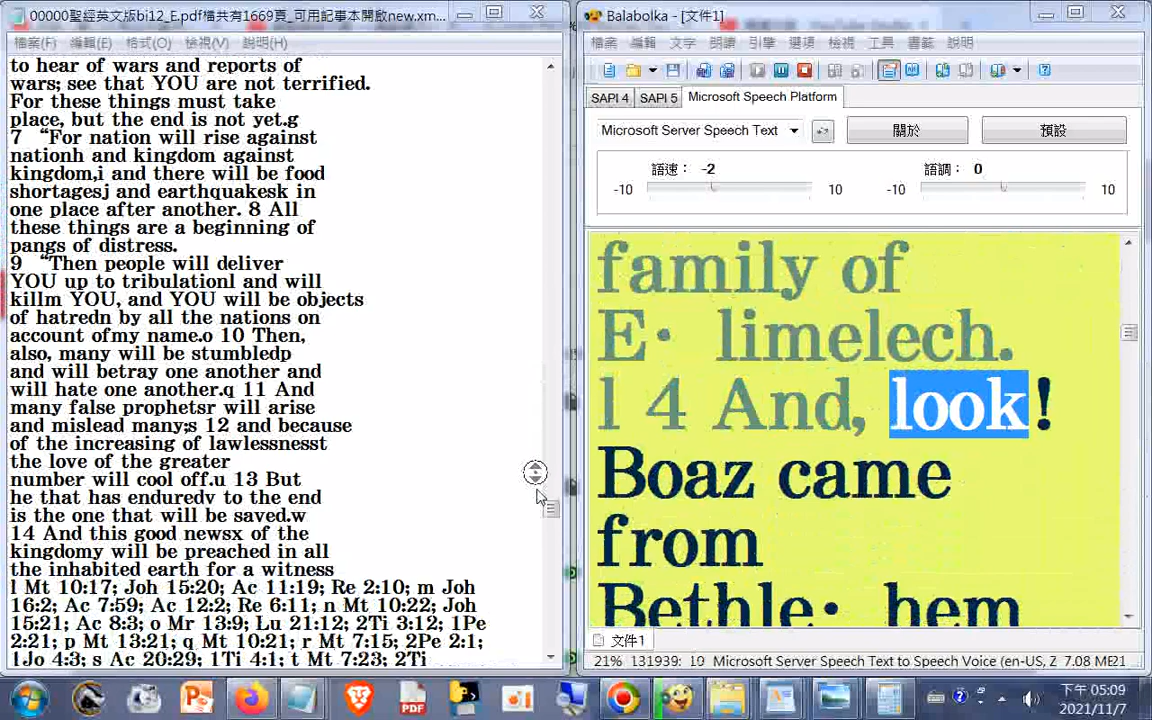 00000聖經英文版bi12_E.pdf檔共有1669頁_可用記事本開啟new.xm...
檔案(F) 編輯(E) 格式(O) 檢視(V) 說明(H)
to hear of wars and reports of
wars; see that YOU are not terrified.
For these things must take
place, but the end is not yet.g
7 “For nation will rise against
nationh and kingdom against
kingdom,i and there will be food
shortagesj and earthquakesk in
one place after another. 8 All
these things are a beginning of
pangs of distress.
9 “Then people will deliver
YOU up to tribulationl and will
killm YOU, and YOU will be objects
of hatredn by all the nations on
account ofmy name.o 10 Then,
also, many will be stumbledp
and will betray one another and
will hate one another.q 11 And
many false prophetsr will arise
and mislead many;s 12 and because
of the increasing of lawlessnesst
the love of the greater
number will cool off.u 13 But
he that has enduredv to the end
is the one that will be saved.w
14 And this good newsx of the
kingdomy will be preached in all
the inhabited earth for a witness
l Mt 10:17; Joh 15:20; Ac 11:19; Re 2:10; m Joh
16:2; Ac 7:59; Ac 12:2; Re 6:11; n Mt 10:22; Joh
15:21; Ac 8:3; o Mr 13:9; Lu 21:12; 2Ti 3:12; 1Pe
2:21; p Mt 13:21; q Mt 10:21; r Mt 7:15; 2Pe 2:1;
1Jo 4:3; s Ac 20:29; 1Ti 4:1; t Mt 7:23; 2Ti
Balabolka - [文件1]
檔案 編輯 文字 朗讀 引擎 選項 檢視 工具 書籤 說明
SAPI 4 SAPI 5 Microsoft Speech Platform
Microsoft Server Speech Text 關於 預設
語速： -2 語調： 0
-10 10 -10 10
family of
E· limelech.
l 4 And, look!
Boaz came
from
Bethle· hem
文件1
21% 131939: 10 Microsoft Server Speech Text to Speech Voice (en-US, Z 7.08 ME21
PDF
下午 05:09
2021/11/7